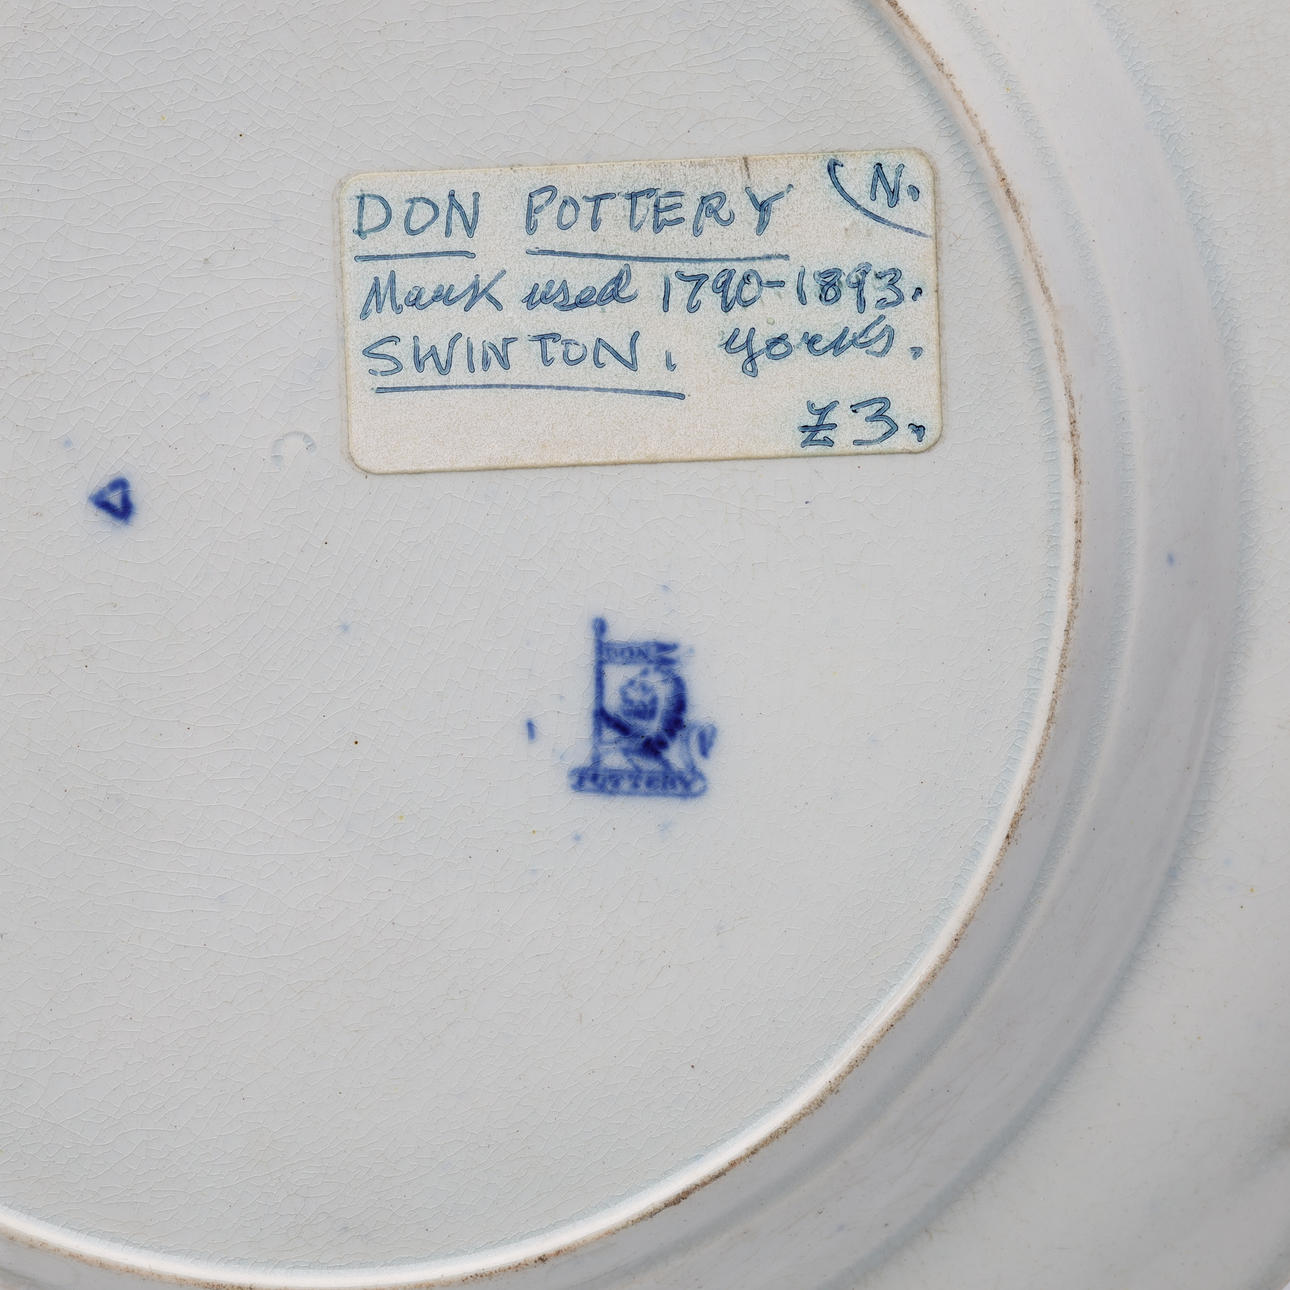 DON POTTERY (N.
Mark used 1790-1893.
SWINTON. Yorks.
£3.
DON
POTTERY